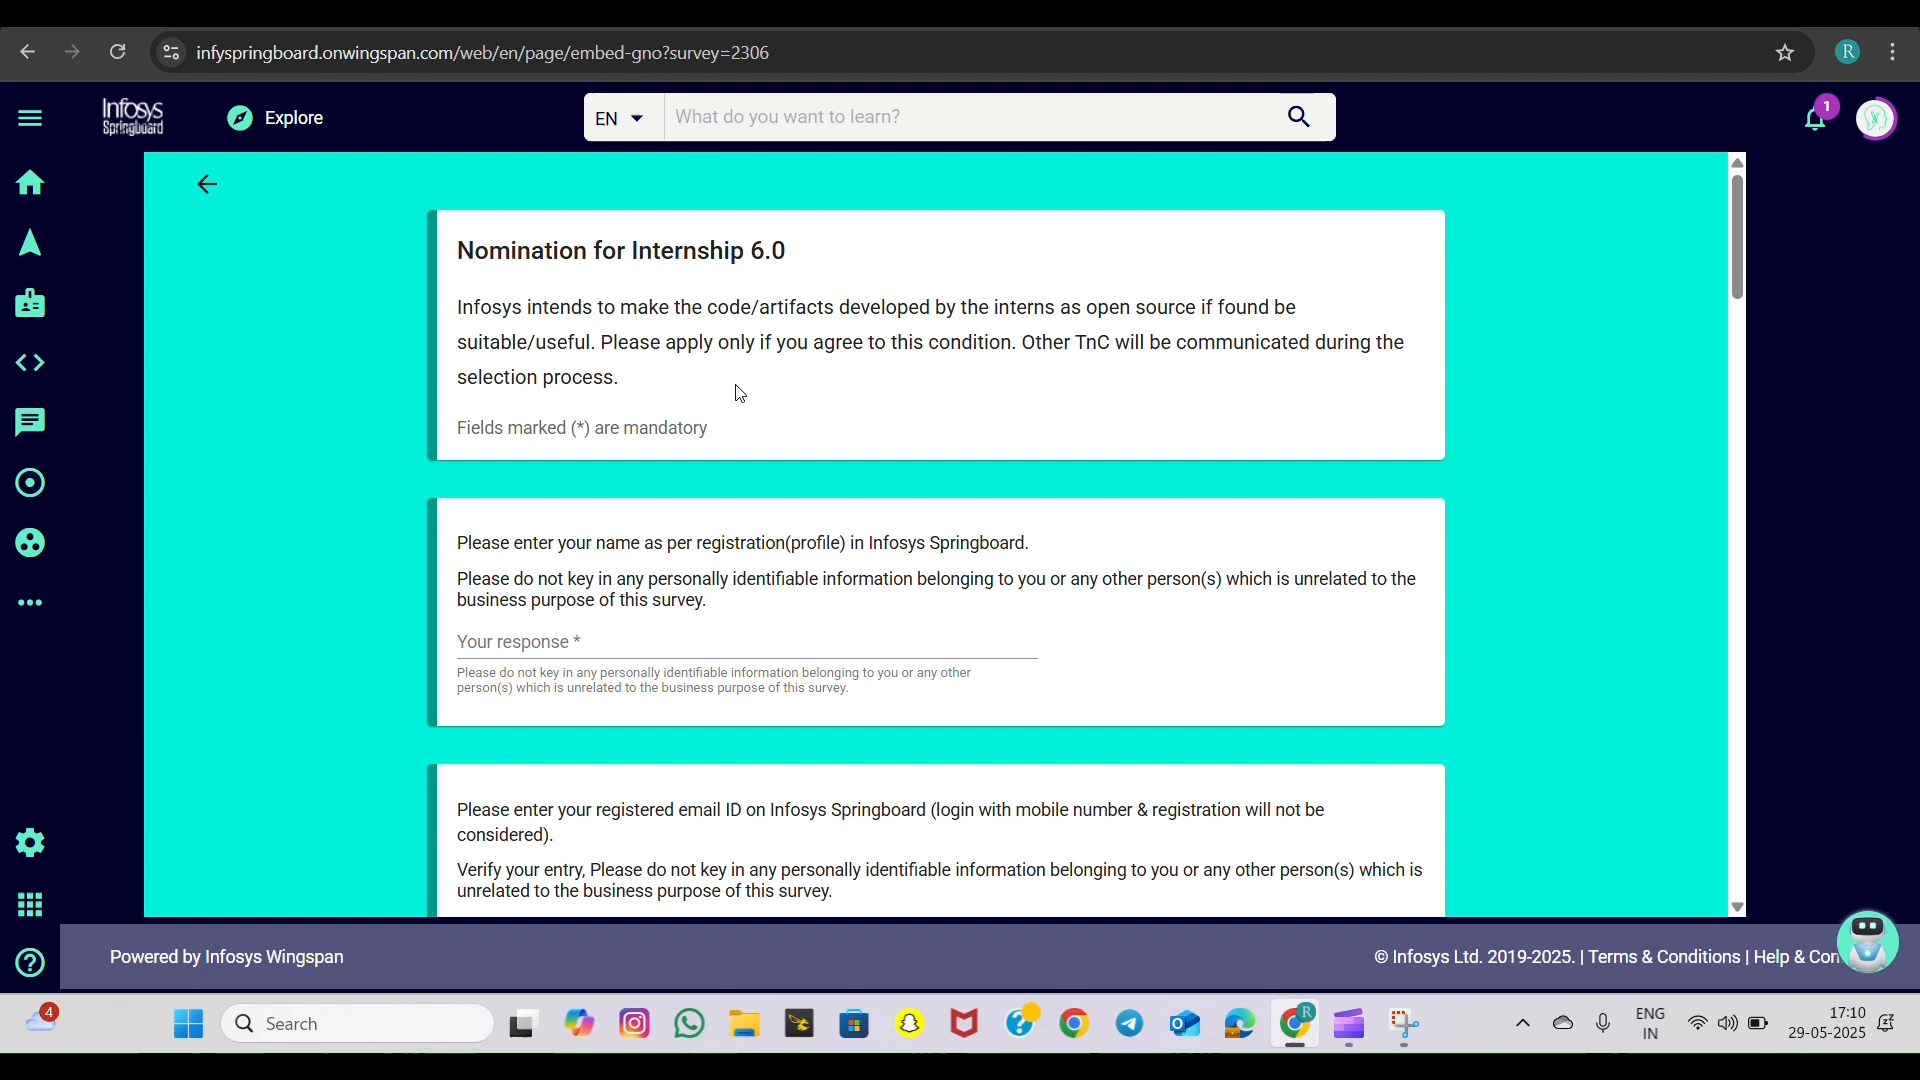 infyspringboard.onwingspan.com/web/en/page/embed-gno?survey=2306
R
Infosys
Springboard
Explore
EN
What do you want to learn?
1
Nomination for Internship 6.0
Infosys intends to make the code/artifacts developed by the interns as open source if found be
suitable/useful. Please apply only if you agree to this condition. Other TnC will be communicated during the
selection process.
Fields marked (*) are mandatory
Please enter your name as per registration(profile) in Infosys Springboard.
Please do not key in any personally identifiable information belonging to you or any other person(s) which is unrelated to the
business purpose of this survey.
Your response *
Please do not key in any personally identifiable information belonging to you or any other
person(s) which is unrelated to the business purpose of this survey.
Please enter your registered email ID on Infosys Springboard (login with mobile number & registration will not be
considered).
Verify your entry, Please do not key in any personally identifiable information belonging to you or any other person(s) which is
unrelated to the business purpose of this survey.
Powered by Infosys Wingspan
© Infosys Ltd. 2019-2025. | Terms & Conditions | Help & Con
4
Search
R
ENG
IN
17:10
29-05-2025